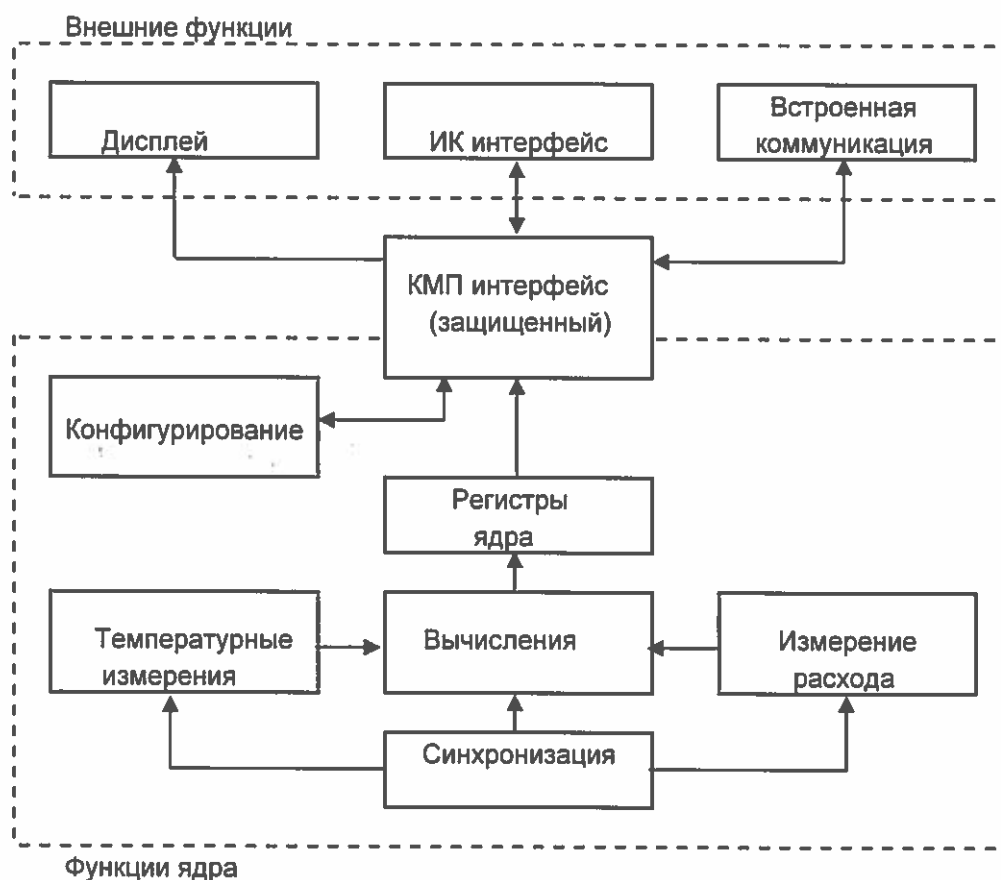 Внешние функции
Дисплей
ИК интерфейс
Встроенная
коммуникация
КМП интерфейс
(защищенный)
Конфигурирование
Регистры
ядра
Температурные
измерения
Вычисления
Измерение
расхода
Синхронизация
Функции ядра